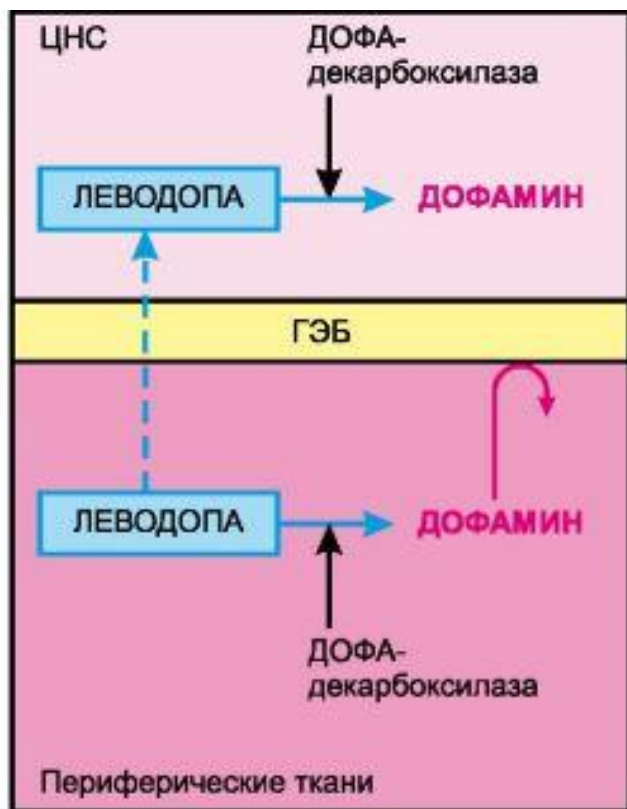 ЦНС
ДОФА-
декарбоксилаза
ЛЕВОДОПА
ДОФАМИН
ГЭБ
ЛЕВОДОПА
ДОФАМИН
ДОФА-
декарбоксилаза
Периферические ткани